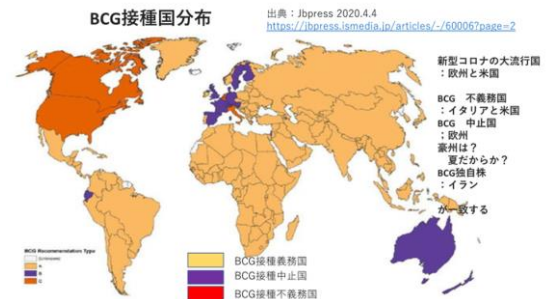 BCG接種国分布
出典：Jbpress 2020.4.4
https://jbpress.ismedia.jp/articles/-/60006?page=2
新型コロナの大流行国
：欧州と米国
BCG 不義務国
：イタリアと米国
BCG 中止国
：欧州
豪州は？
夏だからか？
BCG独自株
：イラン
が一致する
BCG Recommendation Type
A
B
C
BCG接種義務国
BCG接種中止国
BCG接種不義務国